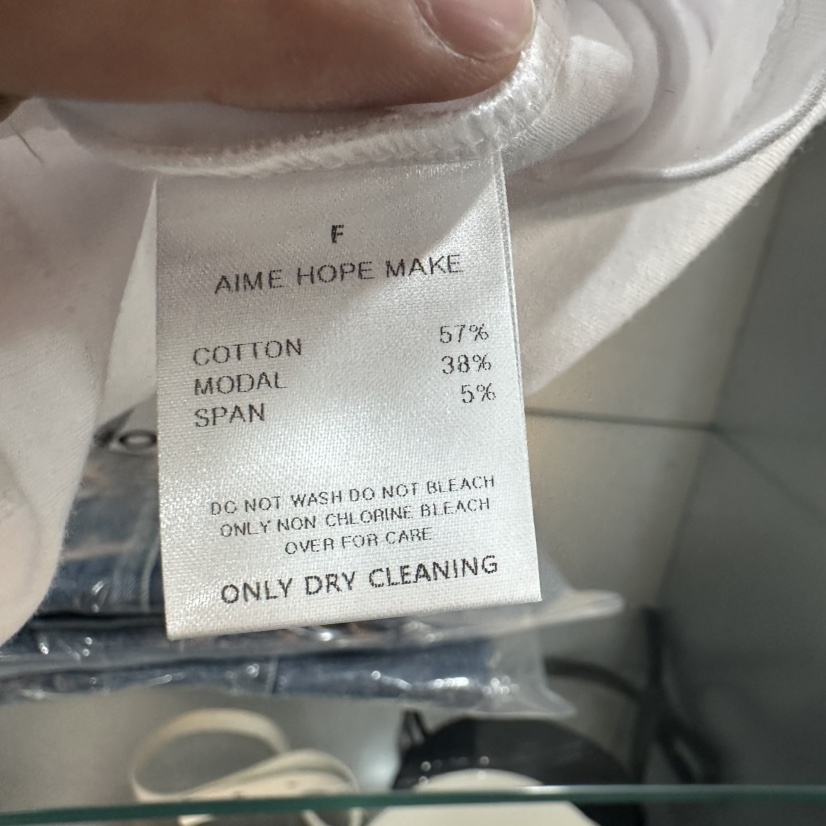 F
AIME HOPE MAKE
COTTON 57%
MODAL 38%
SPAN 5%
DO NOT WASH DO NOT BLEACH
ONLY NON CHLORINE BLEACH
OVER FOR CARE
ONLY DRY CLEANING